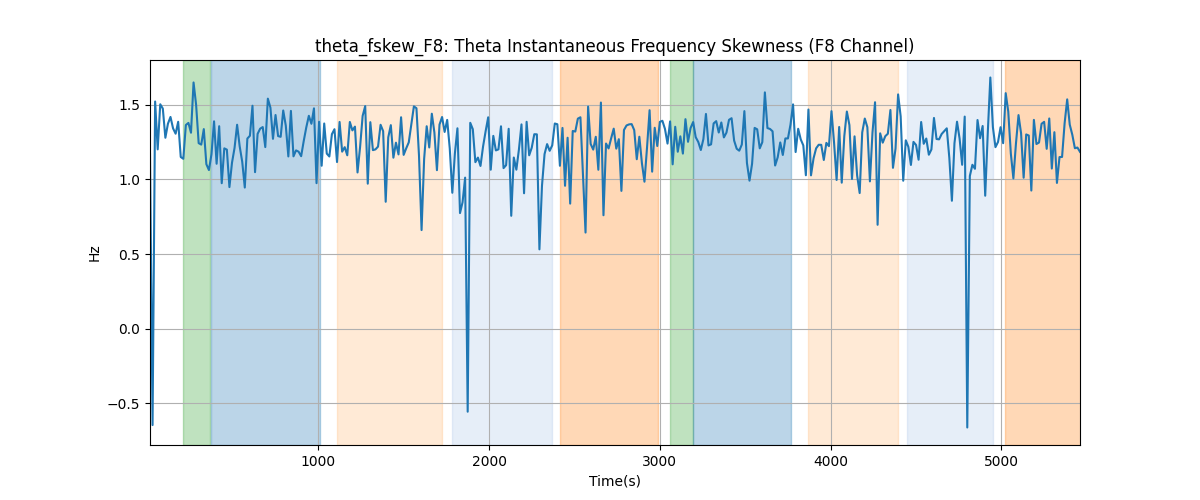 theta_fskew_F8: Theta Instantaneous Frequency Skewness (F8 Channel)
Hz
1.5
1.0
0.5
0.0
−0.5
1000 2000 3000 4000 5000
Time(s)